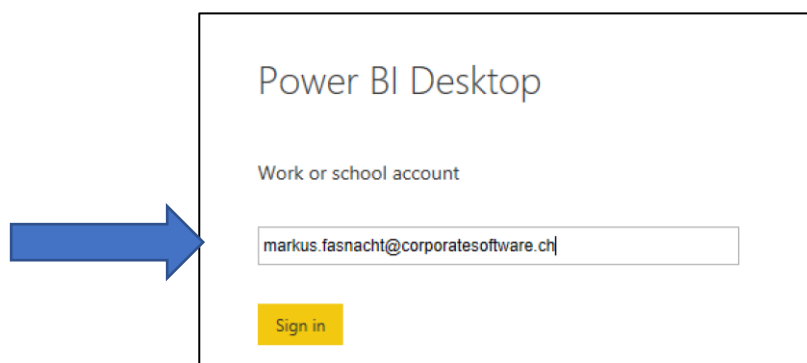 Power BI Desktop
Work or school account
markus.fasnacht@corporatesoftware.ch
Sign in